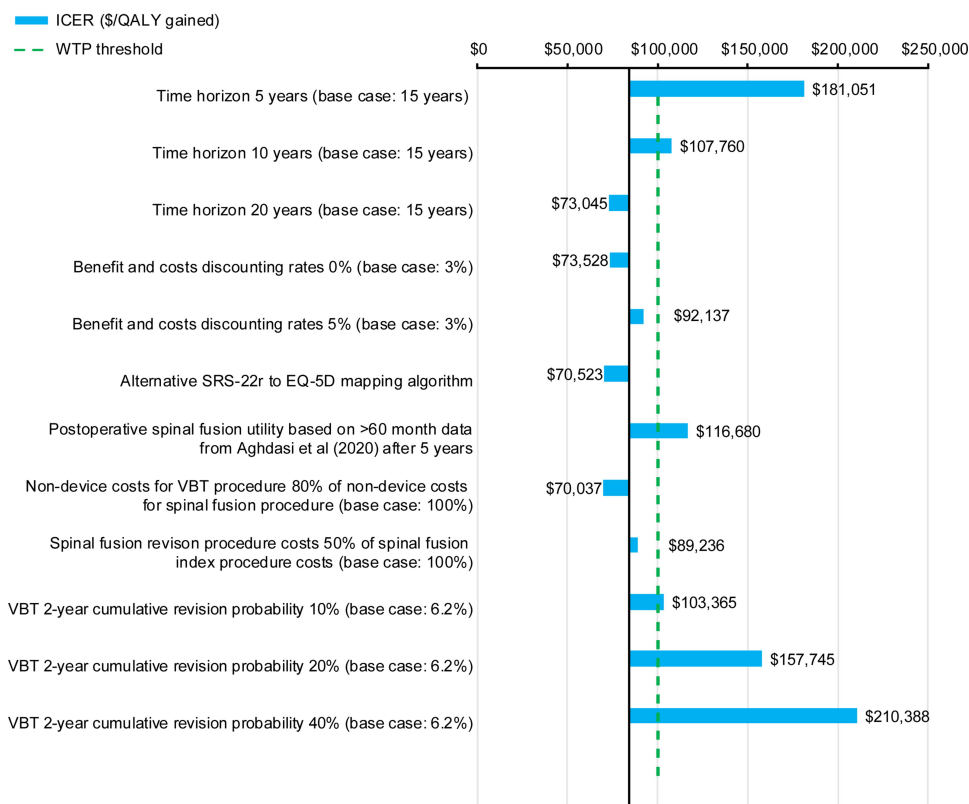 ICER ($/QALY gained)
WTP threshold
$0 $50,000 $100,000 $150,000 $200,000 $250,000
Time horizon 5 years (base case: 15 years) $181,051
Time horizon 10 years (base case: 15 years) $107,760
Time horizon 20 years (base case: 15 years) $73,045
Benefit and costs discounting rates 0% (base case: 3%) $73,528
Benefit and costs discounting rates 5% (base case: 3%) $92,137
Alternative SRS-22r to EQ-5D mapping algorithm $70,523
Postoperative spinal fusion utility based on >60 month data
from Aghdasi et al (2020) after 5 years
$116,680
Non-device costs for VBT procedure 80% of non-device costs
for spinal fusion procedure (base case: 100%)
$70,037
Spinal fusion revison procedure costs 50% of spinal fusion
index procedure costs (base case: 100%)
$89,236
VBT 2-year cumulative revision probability 10% (base case: 6.2%) $103,365
VBT 2-year cumulative revision probability 20% (base case: 6.2%) $157,745
VBT 2-year cumulative revision probability 40% (base case: 6.2%) $210,388